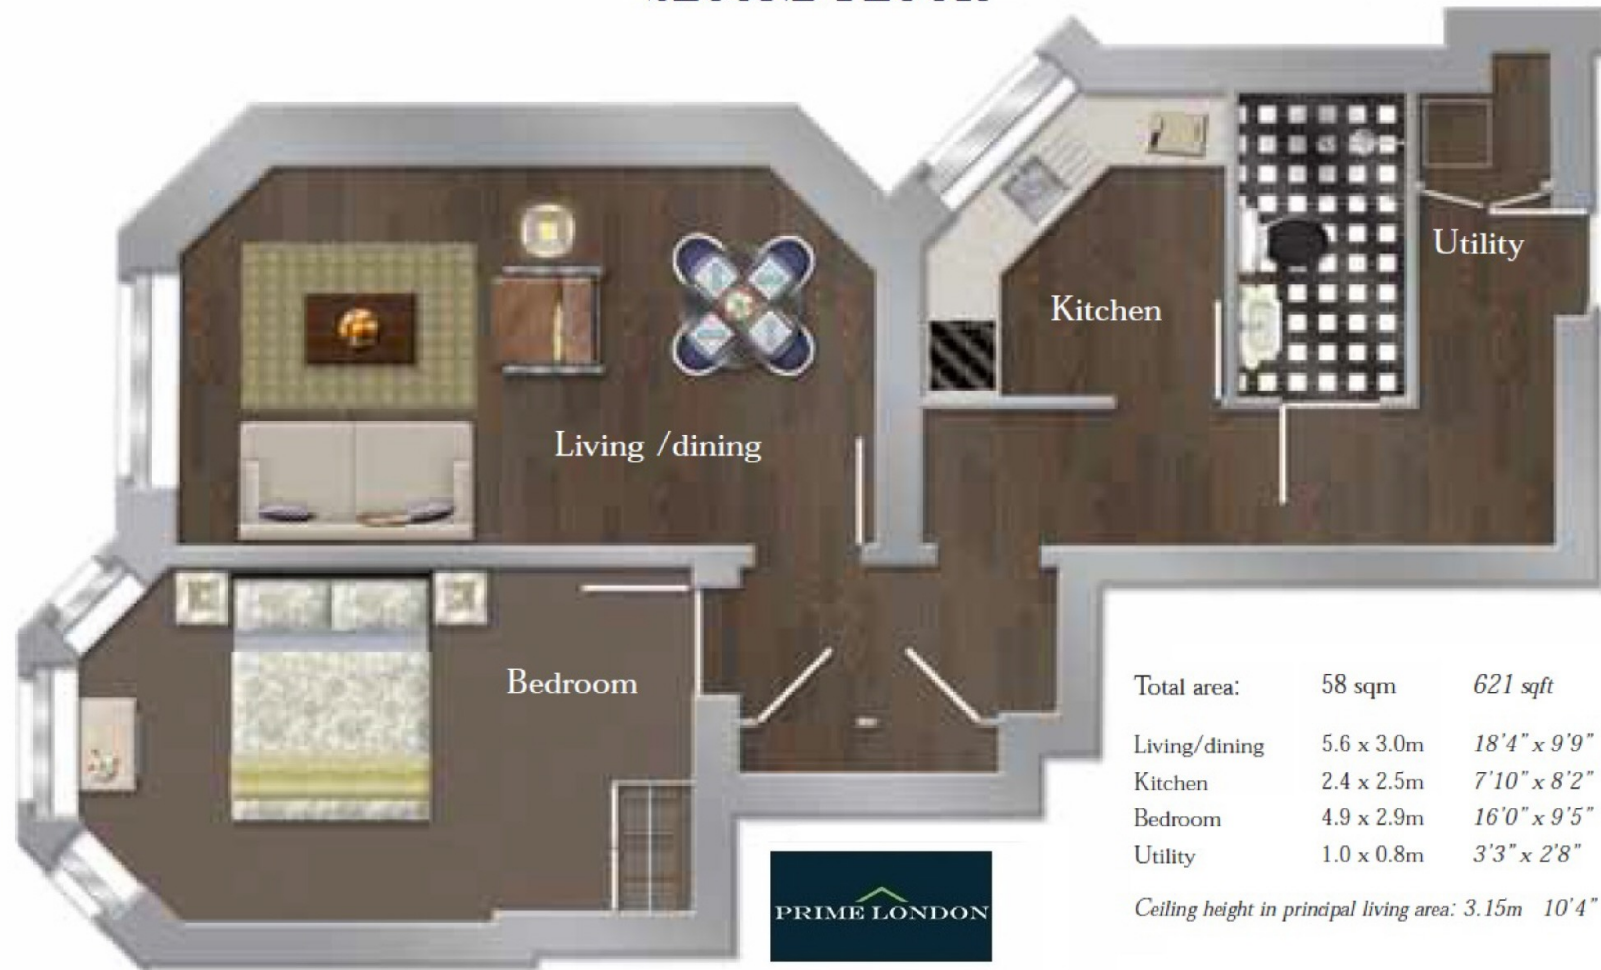 Utility
Kitchen
Living /dining
Bedroom
Total area: 58 sqm 621 sqft
Living/dining 5.6 x 3.0m 18'4" x 9'9"
Kitchen 2.4 x 2.5m 7'10" x 8'2"
Bedroom 4.9 x 2.9m 16'0" x 9'5"
Utility 1.0 x 0.8m 3'3" x 2'8"
Ceiling height in principal living area: 3.15m 10'4"
PRIME LONDON